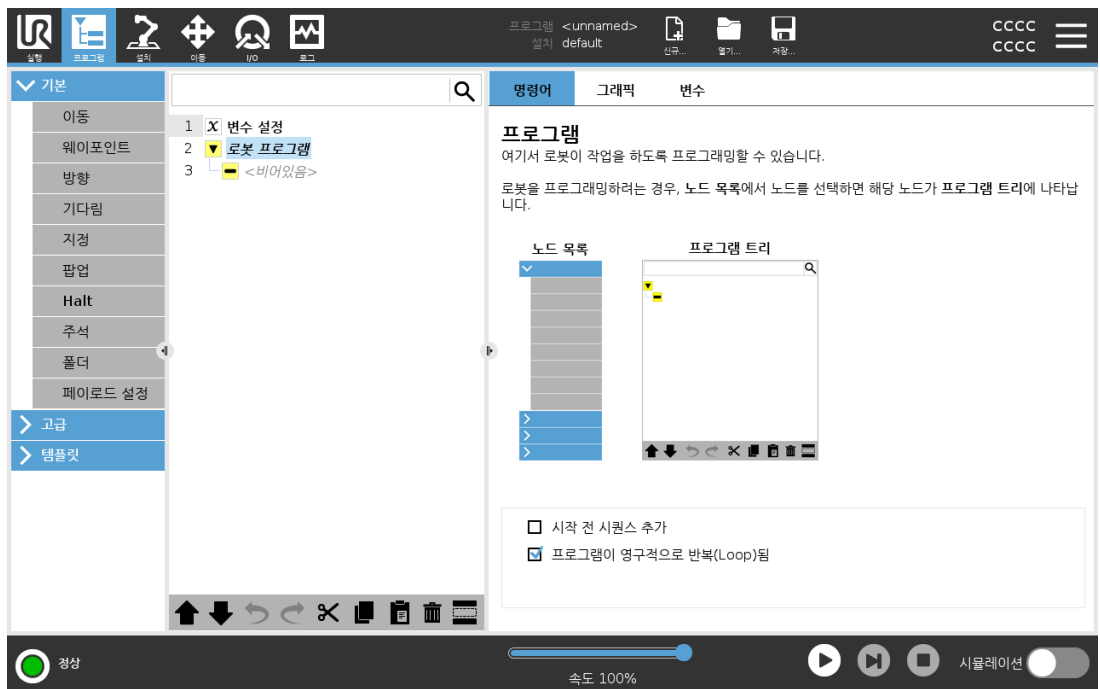 UR
실행
프로그램
설치
이동
I/O
로그
프로그램 <unnamed>
설치 default
신규...
열기...
저장...
CCCC
CCCC
기본
이동
웨이포인트
방향
기다림
지정
팝업
Halt
주석
폴더
페이로드 설정
고급
템플릿
1 X 변수 설정
2 로봇 프로그램
3 <비어있음>
명령어
그래픽
변수
프로그램
여기서 로봇이 작업을 하도록 프로그래밍할 수 있습니다.
로봇을 프로그래밍하려는 경우, 노드 목록에서 노드를 선택하면 해당 노드가 프로그램 트리에 나타납
니다.
노드 목록
프로그램 트리
시작 전 시퀀스 추가
프로그램이 영구적으로 반복(Loop)됨
정상
속도 100%
시뮬레이션